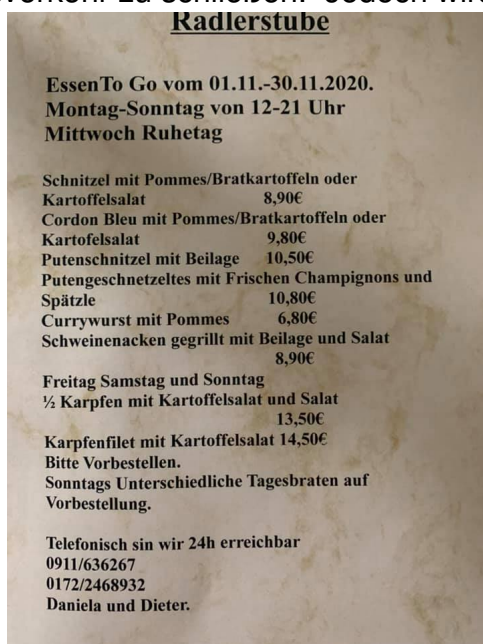 Radlerstube
EssenTo Go vom 01.11.-30.11.2020.
Montag-Sonntag von 12-21 Uhr
Mittwoch Ruhetag
Schnitzel mit Pommes/Bratkartoffeln oder
Kartoffelsalat 8,90€
Cordon Bleu mit Pommes/Bratkartoffeln oder
Kartofelsalat 9,80€
Putenschnitzel mit Beilage 10,50€
Putengeschnetzeltes mit Frischen Champignons und
Spätzle 10,80€
Currywurst mit Pommes 6,80€
Schweinenacken gegrillt mit Beilage und Salat
8,90€
Freitag Samstag und Sonntag
½ Karpfen mit Kartoffelsalat und Salat
13,50€
Karpfenfilet mit Kartoffelsalat 14,50€
Bitte Vorbestellen.
Sonntags Unterschiedliche Tagesbraten auf
Vorbestellung.
Telefonisch sin wir 24h erreichbar
0911/636267
0172/2468932
Daniela und Dieter.